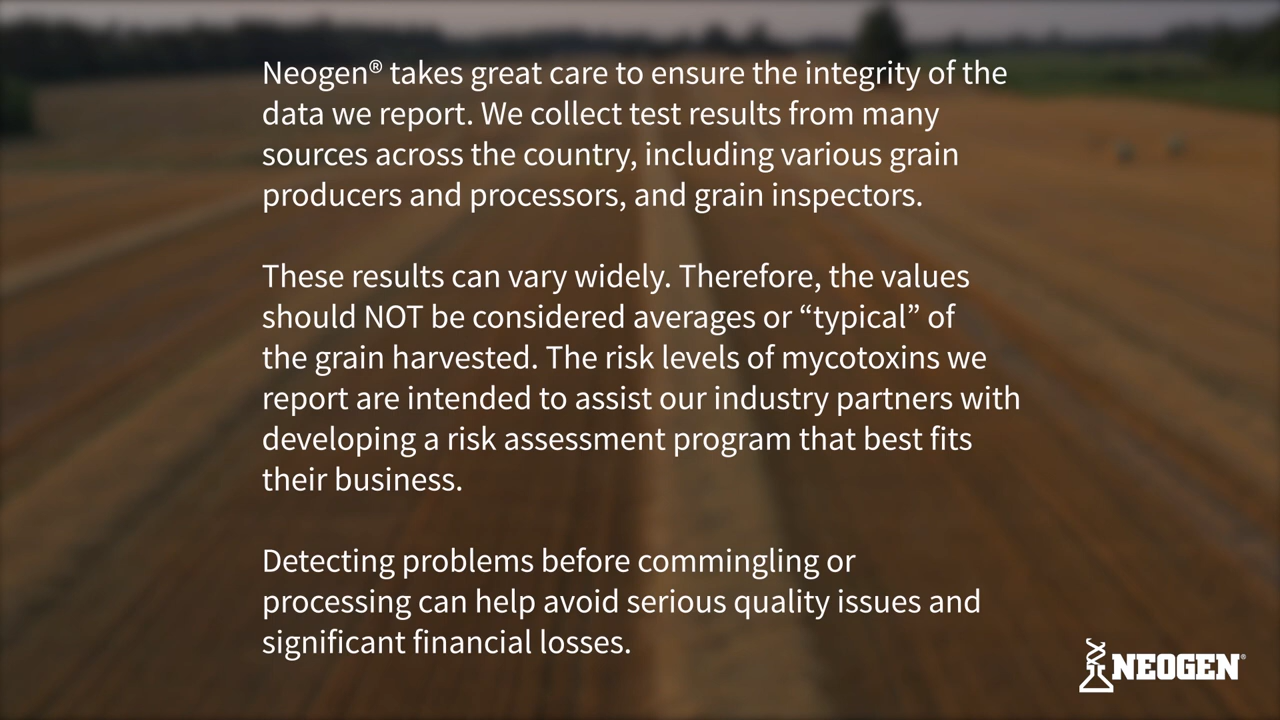 Neogen® takes great care to ensure the integrity of the
data we report. We collect test results from many
sources across the country, including various grain
producers and processors, and grain inspectors.
These results can vary widely. Therefore, the values
should NOT be considered averages or “typical” of
the grain harvested. The risk levels of mycotoxins we
report are intended to assist our industry partners with
developing a risk assessment program that best fits
their business.
Detecting problems before commingling or
processing can help avoid serious quality issues and
significant financial losses.
NEOGEN®